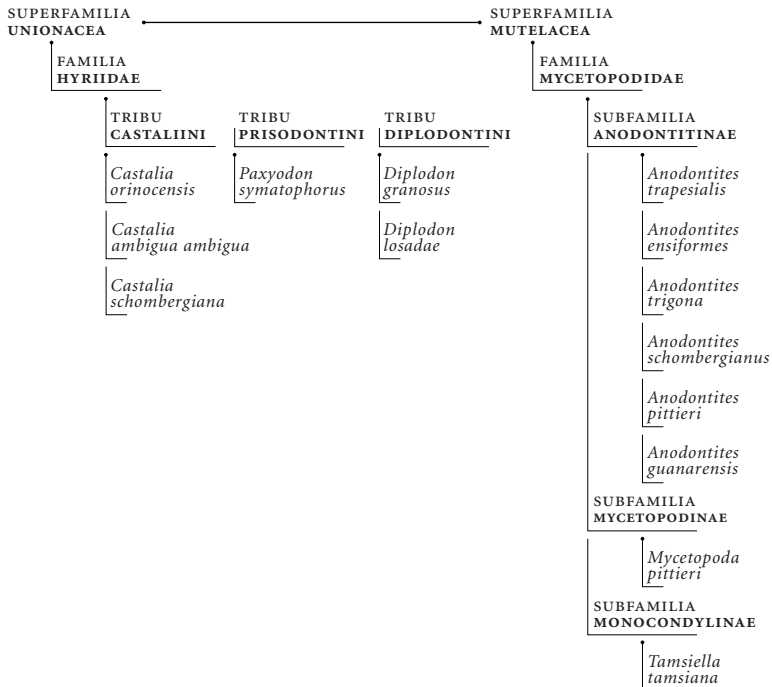 SUPERFAMILIA
UNIONACEA
SUPERFAMILIA
MUTELACEA
FAMILIA
HYRIIDAE
FAMILIA
MYCETOPODIDAE
TRIBU
CASTALIINI
TRIBU
PRISODONTINI
TRIBU
DIPLODONTINI
SUBFAMILIA
ANODONTITINAE
Castalia
orinocensis
Castalia
ambigua ambigua
Castalia
schombergiana
Paxyodon
symatophorus
Diplodon
granosus
Diplodon
losadae
Anodontites
trapesialis
Anodontites
ensiformes
Anodontites
trigona
Anodontites
schombergianus
Anodontites
pittieri
Anodontites
guanarensis
SUBFAMILIA
MYCETOPODINAE
Mycetopoda
pittieri
SUBFAMILIA
MONOCONDYLINAE
Tamsiella
tamsiana